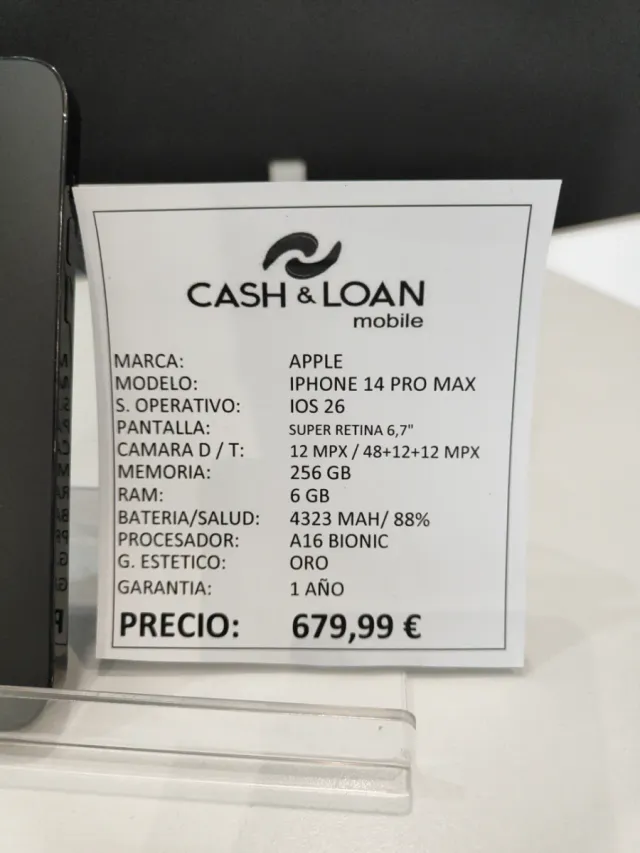 CASH & LOAN
mobile
MARCA: APPLE
MODELO: IPHONE 14 PRO MAX
S. OPERATIVO: IOS 26
PANTALLA: SUPER RETINA 6,7"
CAMARA D / T: 12 MPX / 48+12+12 MPX
MEMORIA: 256 GB
RAM: 6 GB
BATERIA/SALUD: 4323 MAH/ 88%
PROCESADOR: A16 BIONIC
G. ESTETICO: ORO
GARANTIA: 1 AÑO
PRECIO: 679,99 €